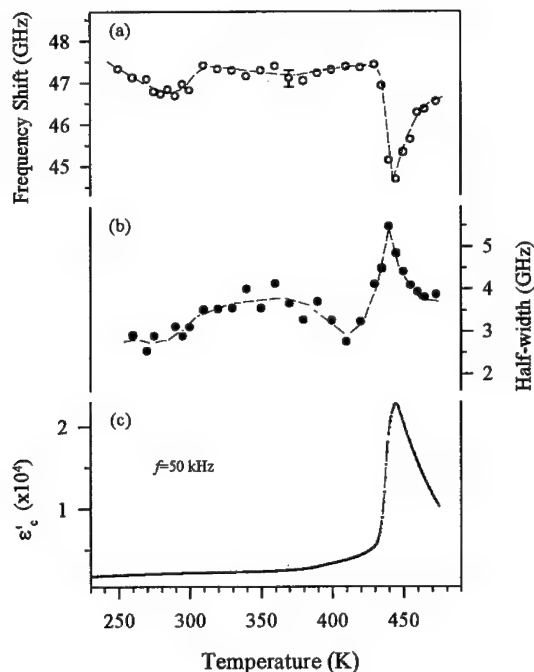 (a)
Frequency Shift (GHz)
48
47
46
45
(b)
Half-width (GHz)
5
4
3
2
(c)
f=50 kHz
ε'c (x10⁴)
2
1
250 300 350 400 450
Temperature (K)